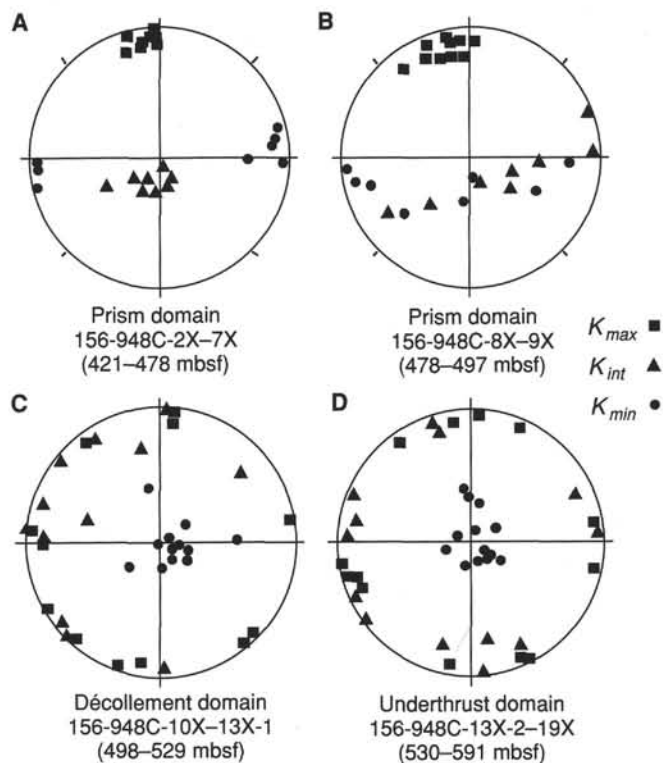 A
B
Prism domain
156-948C-2X–7X
(421–478 mbsf)
Prism domain
156-948C-8X–9X
(478–497 mbsf)
Kmax
Kint
Kmin
C
D
Décollement domain
156-948C-10X–13X-1
(498–529 mbsf)
Underthrust domain
156-948C-13X-2–19X
(530–591 mbsf)